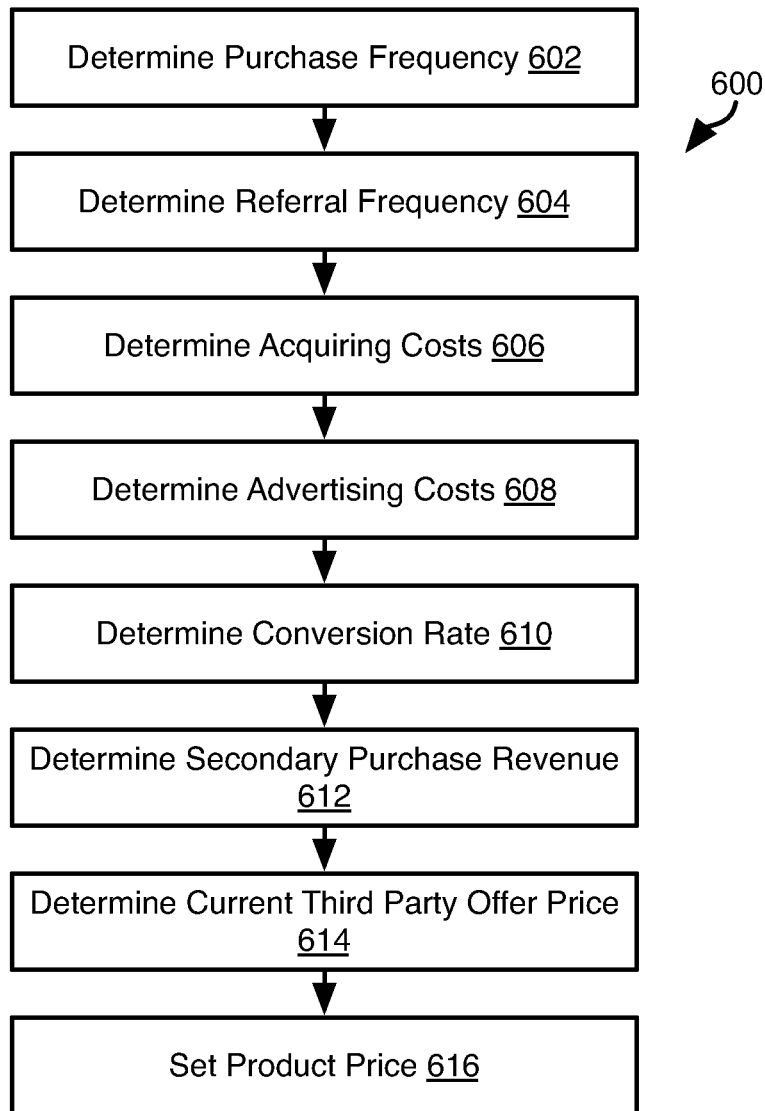 Determine Purchase Frequency 602
600
Determine Referral Frequency 604
Determine Acquiring Costs 606
Determine Advertising Costs 608
Determine Conversion Rate 610
Determine Secondary Purchase Revenue
612
Determine Current Third Party Offer Price
614
Set Product Price 616